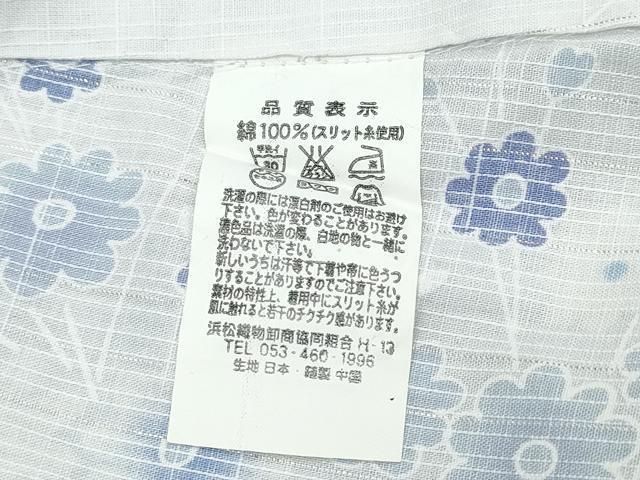 品質表示
綿100%(スリット糸使用)
手洗イ
30
洗濯の際には漂白剤のご使用はお避け
下さい。色が変わることがあります。
濃色品は洗濯の際、白地の物と一緒に
洗わないで下さい。
新しいうちは汗等で下着や帯に色うつ
りすることがありますのでご注意下さい。
素材の特性上、着用中にスリット糸が
肌に触れると若干のチクチク感があります。
浜松織物卸商協同組合 H-13
TEL 053-460-1996
生地 日本・縫製 中国